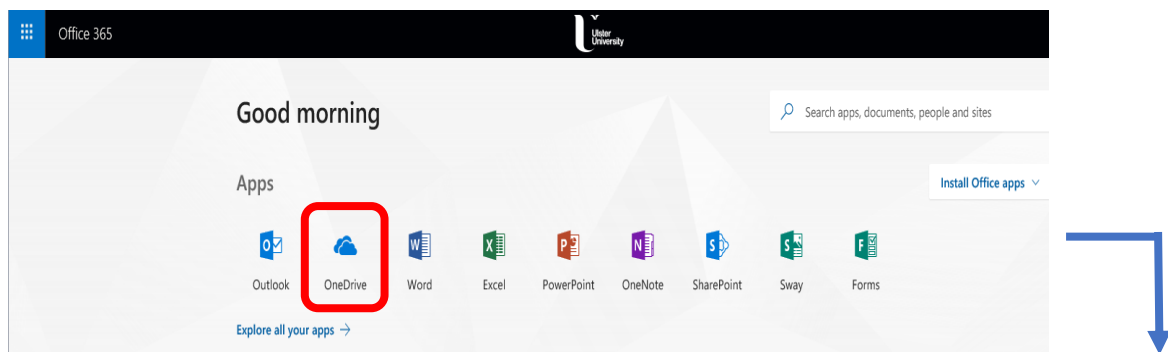 Office 365
Ulster
University
Good morning
Search apps, documents, people and sites
Apps
Install Office apps
Outlook OneDrive Word Excel PowerPoint OneNote SharePoint Sway Forms
Explore all your apps →